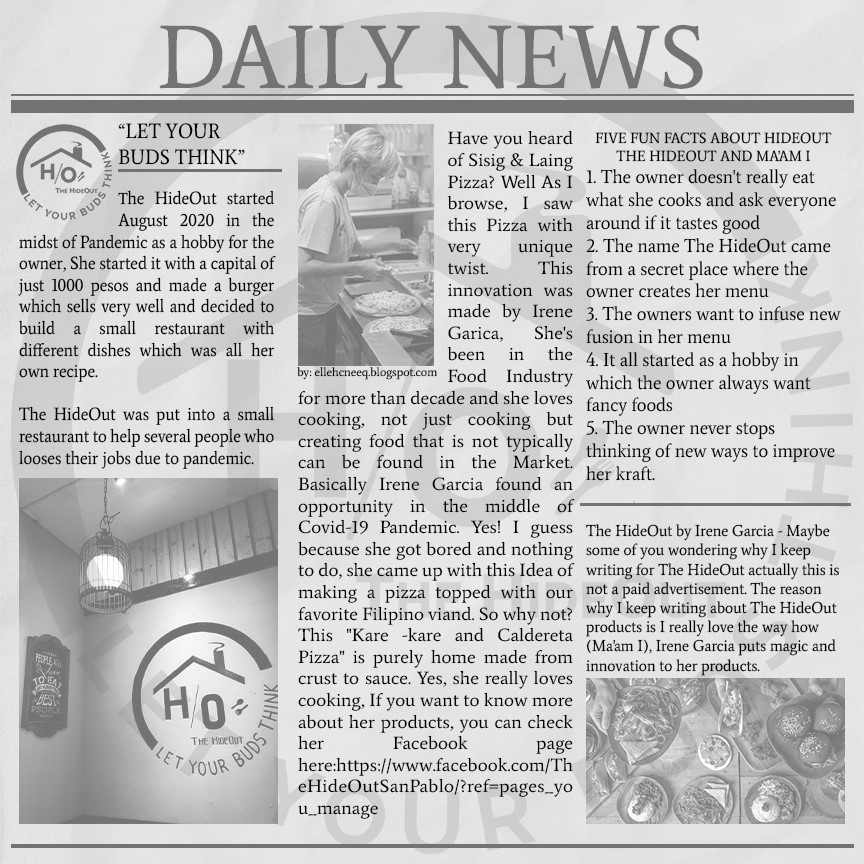 DAILY NEWS
H/O
THE HIDEOUT
LET YOUR BUDS THINK
“LET YOUR
BUDS THINK”
The HideOut started
August 2020 in the
midst of Pandemic as a hobby for the
owner, She started it with a capital of
just 1000 pesos and made a burger
which sells very well and decided to
build a small restaurant with
different dishes which was all her
own recipe.
The HideOut was put into a small
restaurant to help several people who
looses their jobs due to pandemic.
PEOPLE
TO EAT
BEST
PEOPLE
H/O
THE HIDEOUT
LET YOUR BUDS THINK
by: ellehcneeq.blogspot.com
Have you heard
of Sisig & Laing
Pizza? Well As I
browse, I saw
this Pizza with
very unique
twist. This
innovation was
made by Irene
Garica, She's
been in the
Food Industry
for more than decade and she loves
cooking, not just cooking but
creating food that is not typically
can be found in the Market.
Basically Irene Garcia found an
opportunity in the middle of
Covid-19 Pandemic. Yes! I guess
because she got bored and nothing
to do, she came up with this Idea of
making a pizza topped with our
favorite Filipino viand. So why not?
This "Kare -kare and Caldereta
Pizza" is purely home made from
crust to sauce. Yes, she really loves
cooking, If you want to know more
about her products, you can check
her Facebook page
here:https://www.facebook.com/Th
eHideOutSanPablo/?ref=pages_yo
u_manage
FIVE FUN FACTS ABOUT HIDEOUT
THE HIDEOUT AND MA'AM I
1. The owner doesn't really eat
what she cooks and ask everyone
around if it tastes good
2. The name The HideOut came
from a secret place where the
owner creates her menu
3. The owners want to infuse new
fusion in her menu
4. It all started as a hobby in
which the owner always want
fancy foods
5. The owner never stops
thinking of new ways to improve
her kraft.
The HideOut by Irene Garcia - Maybe
some of you wondering why I keep
writing for The HideOut actually this is
not a paid advertisement. The reason
why I keep writing about The HideOut
products is I really love the way how
(Ma'am I), Irene Garcia puts magic and
innovation to her products.
H/O
THE HIDEOUT
LET YOUR BUDS THINK